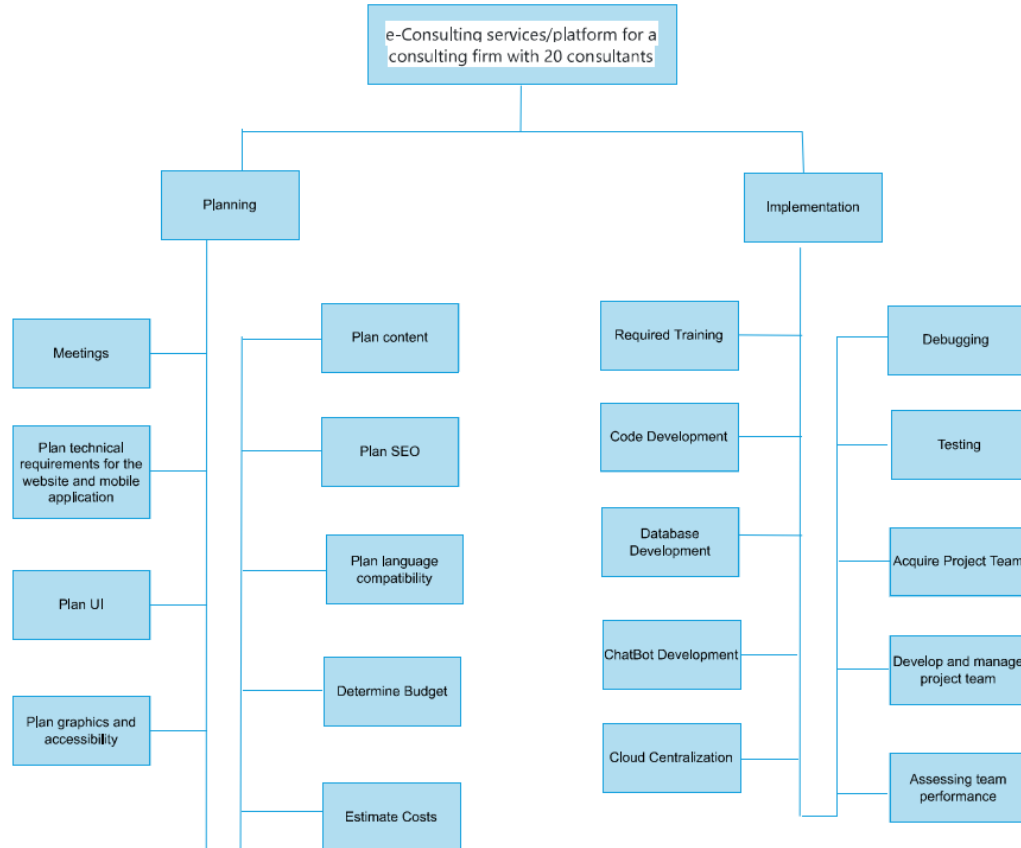 e-Consulting services/platform for a
consulting firm with 20 consultants
Planning
Implementation
Meetings
Plan technical
requirements for the
website and mobile
application
Plan UI
Plan graphics and
accessibility
Plan content
Plan SEO
Plan language
compatibility
Determine Budget
Estimate Costs
Required Training
Code Development
Database
Development
ChatBot Development
Cloud Centralization
Debugging
Testing
Acquire Project Team
Develop and manage
project team
Assessing team
performance